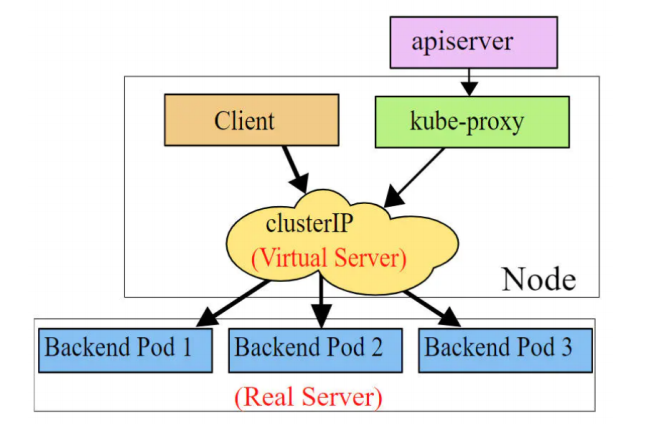 apiserver
Client
kube-proxy
clusterIP
(Virtual Server)
Node
Backend Pod 1
Backend Pod 2
Backend Pod 3
(Real Server)